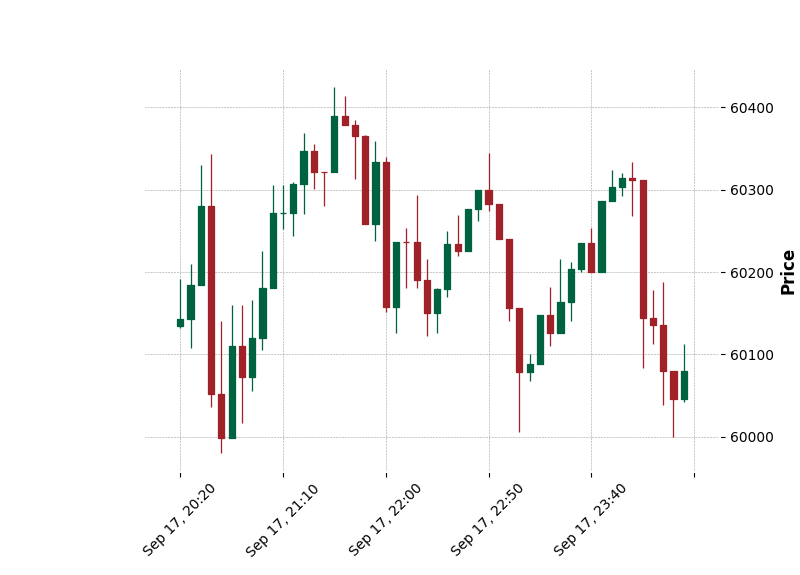 60400
60300
60200
60100
60000
Price
Sep 17, 20:20
Sep 17, 21:10
Sep 17, 22:00
Sep 17, 22:50
Sep 17, 23:40